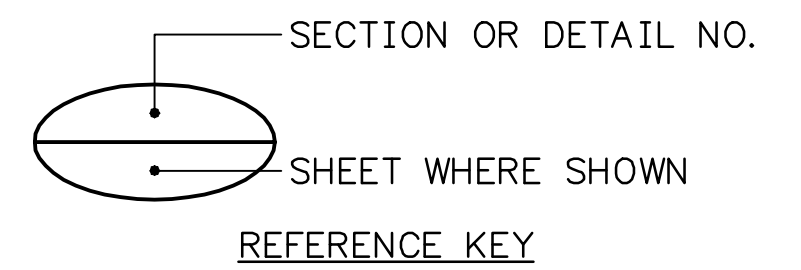 SECTION OR DETAIL NO.
SHEET WHERE SHOWN
REFERENCE KEY